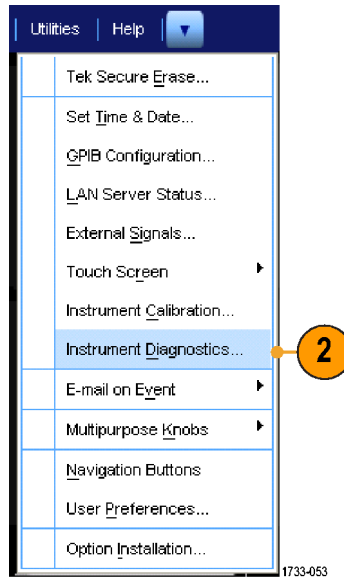 Utilities | Help |
Tek Secure Erase...
Set Time & Date...
GPIB Configuration...
LAN Server Status...
External Signals...
Touch Screen
Instrument Calibration...
Instrument Diagnostics...
2
E-mail on Event
Multipurpose Knobs
Navigation Buttons
User Preferences...
Option Installation...
1733-053